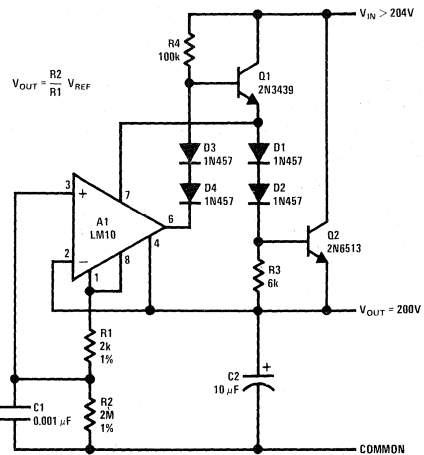 V_IN > 204V
R4
100k
Q1
2N3439
V_OUT = R2/R1 V_REF
D3
1N457
D1
1N457
3
+
7
D4
1N457
D2
1N457
A1
LM10
6
2
−
4
8
1
Q2
2N6513
R3
6k
V_OUT = 200V
R1
2k
1%
C2
10 μF
+
C1
0.001 μF
R2
2M
1%
COMMON